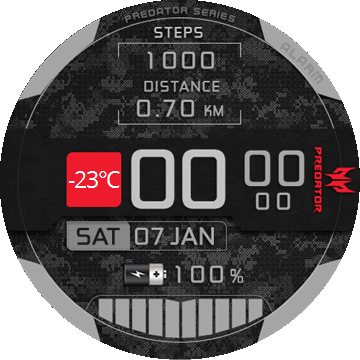 PREDATOR SERIES
ALARM
STEPS
1000
DISTANCE
0.70 KM
-23°C 00 00
00
PREDATOR
SAT 07 JAN
100%